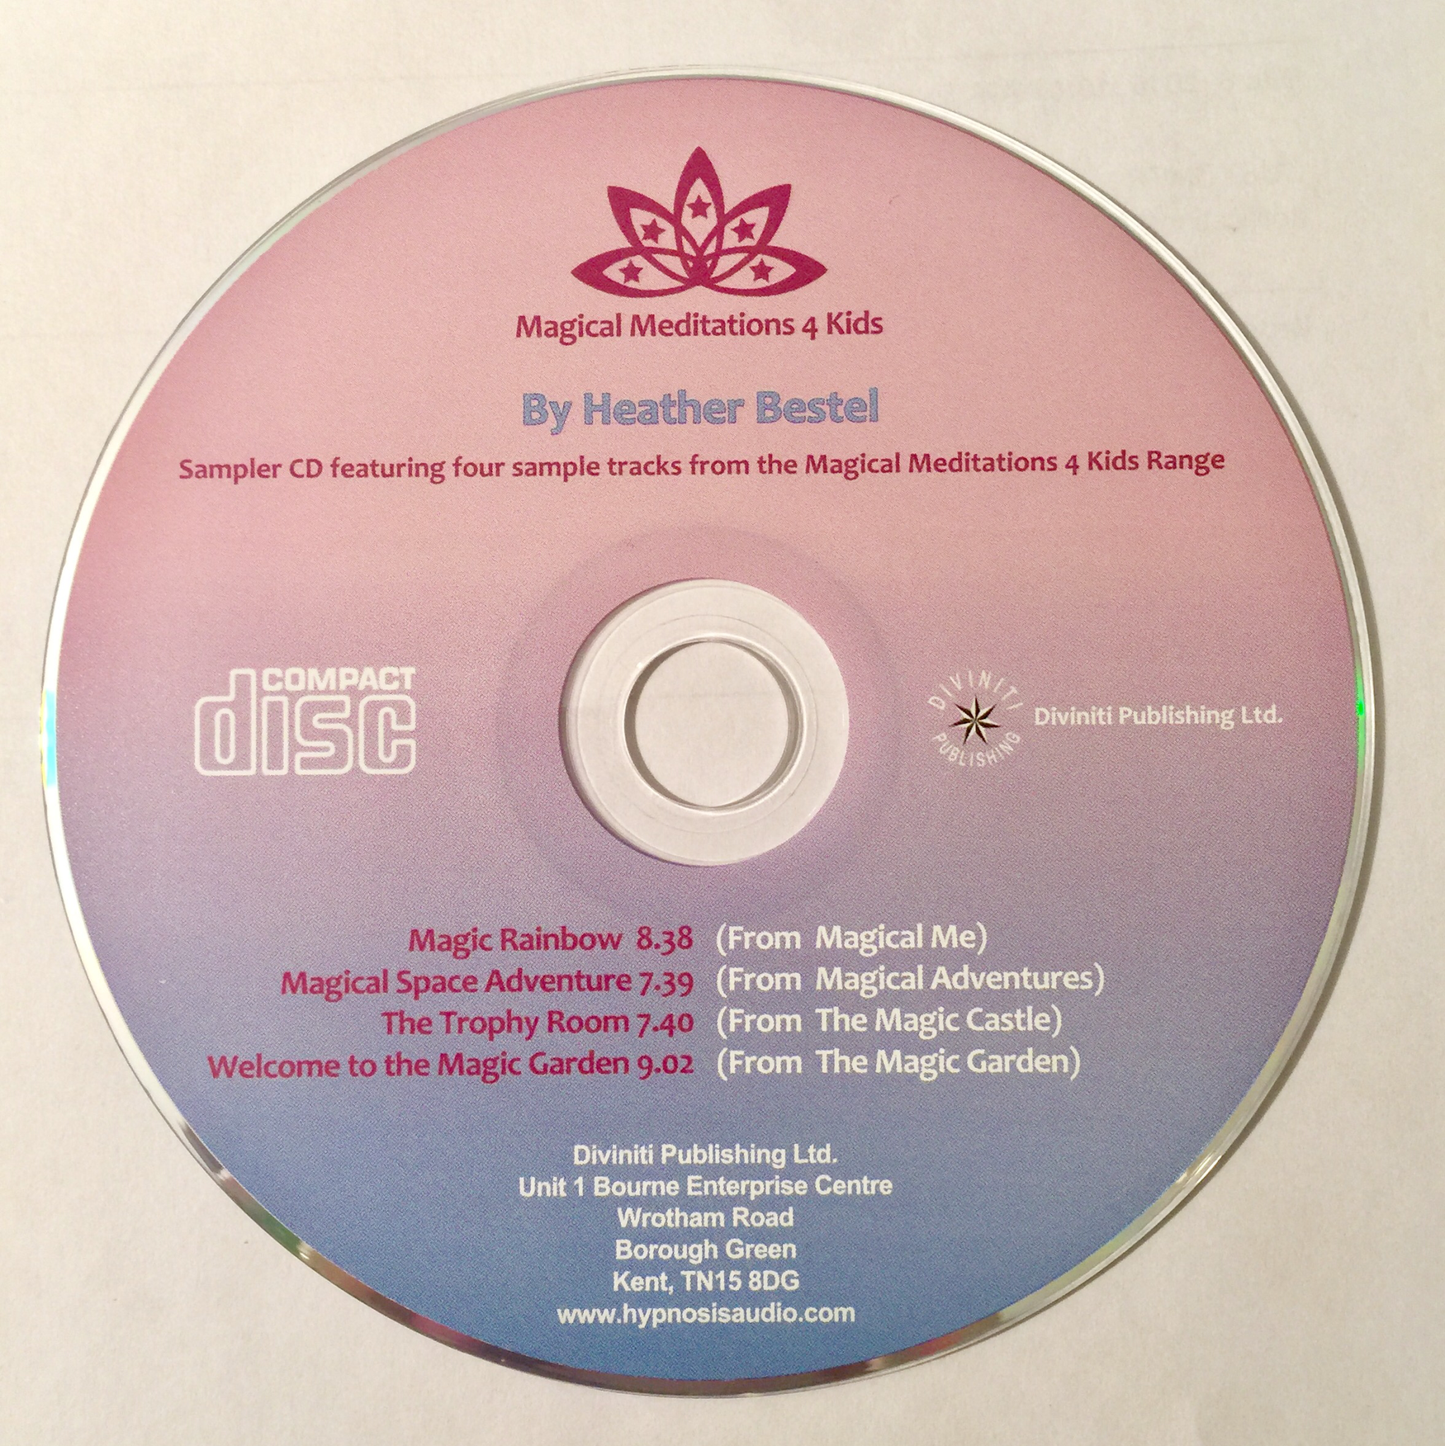 Magical Meditations 4 Kids
By Heather Bestel
Sampler CD featuring four sample tracks from the Magical Meditations 4 Kids Range
COMPACT
disc
DIVINITI
PUBLISHING
Diviniti Publishing Ltd.
Magic Rainbow 8.38 (From Magical Me)
Magical Space Adventure 7.39 (From Magical Adventures)
The Trophy Room 7.40 (From The Magic Castle)
Welcome to the Magic Garden 9.02 (From The Magic Garden)
Diviniti Publishing Ltd.
Unit 1 Bourne Enterprise Centre
Wrotham Road
Borough Green
Kent, TN15 8DG
www.hypnosisaudio.com